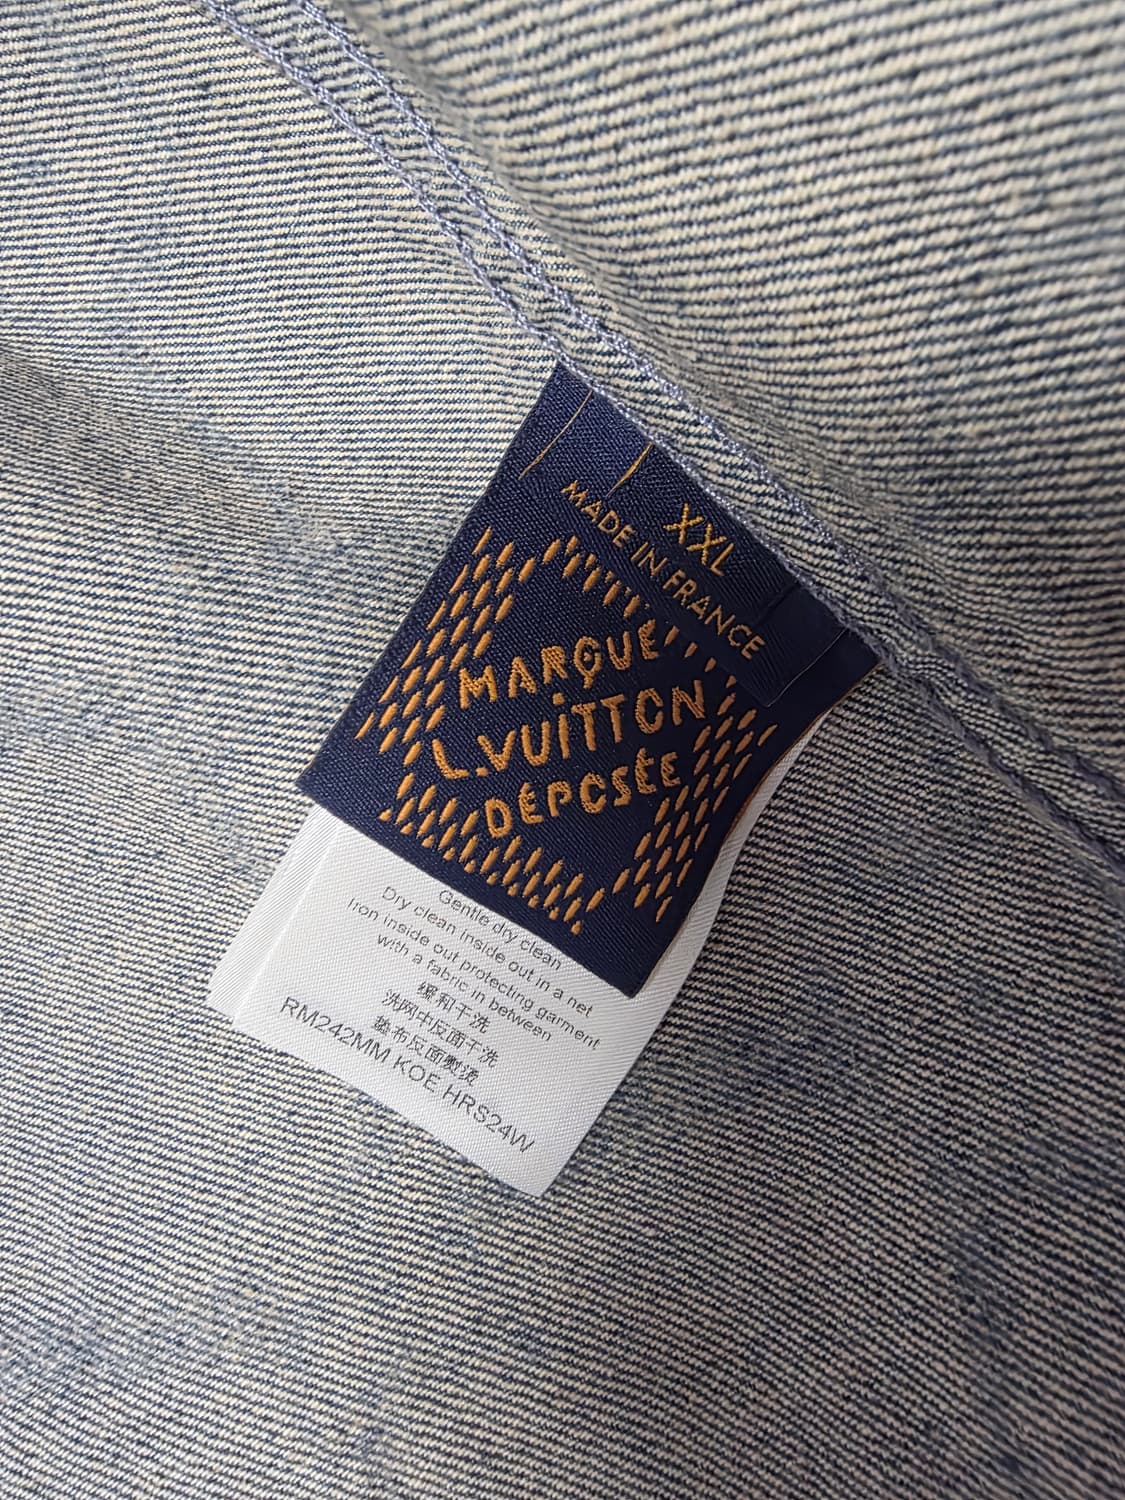 XXL
MADE IN FRANCE
MARQUE
L.VUiTTON
DÉPOSÉE
Gentle dry clean
Dry clean inside out in a net
Iron inside out protecting garment
with a fabric in between
缓和干洗
洗网中反面干洗
垫布反面熨烫
RM242MM KOE HRS24W